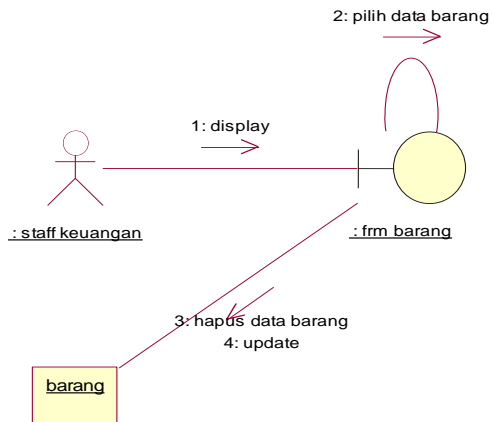 2: pilih data barang
1: display
: staff keuangan
: frm barang
3: hapus data barang
4: update
barang